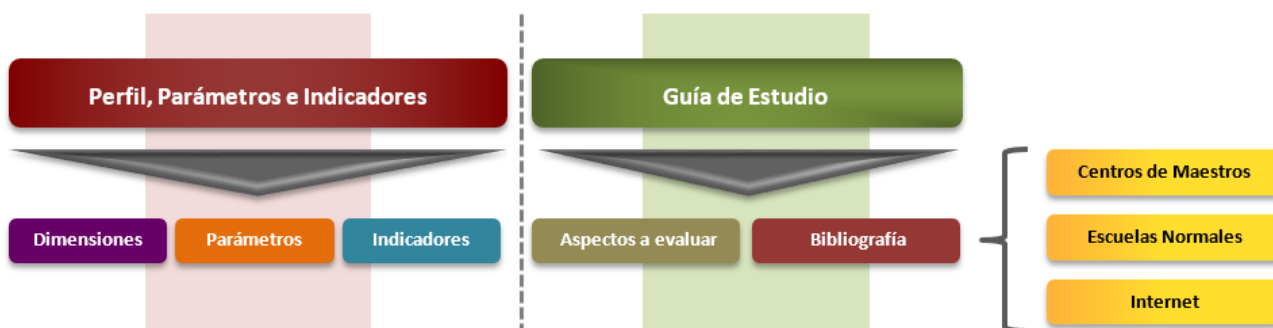 Perfil, Parámetros e Indicadores
Dimensiones
Parámetros
Indicadores
Guía de Estudio
Aspectos a evaluar
Bibliografía
Centros de Maestros
Escuelas Normales
Internet